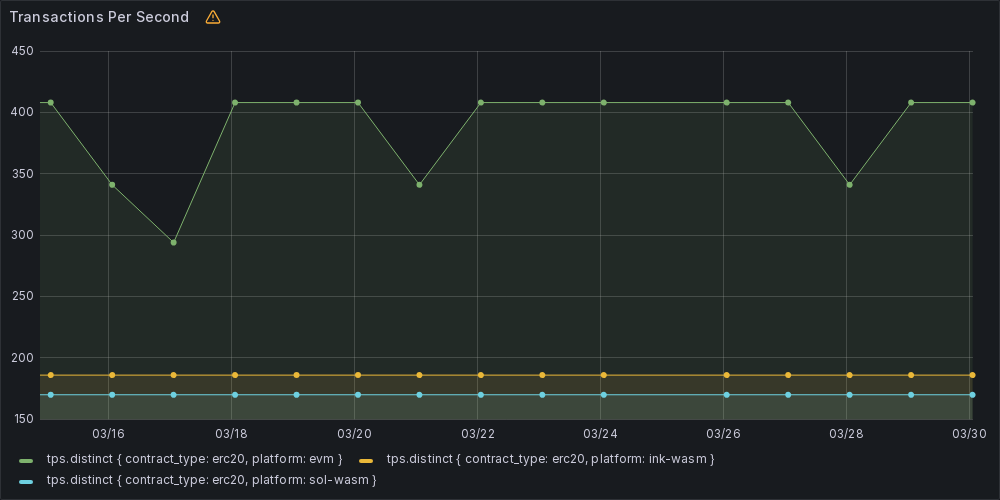 Transactions Per Second
450
400
350
300
250
200
150
03/16 03/18 03/20 03/22 03/24 03/26 03/28 03/30
tps.distinct { contract_type: erc20, platform: evm } tps.distinct { contract_type: erc20, platform: ink-wasm }
tps.distinct { contract_type: erc20, platform: sol-wasm }